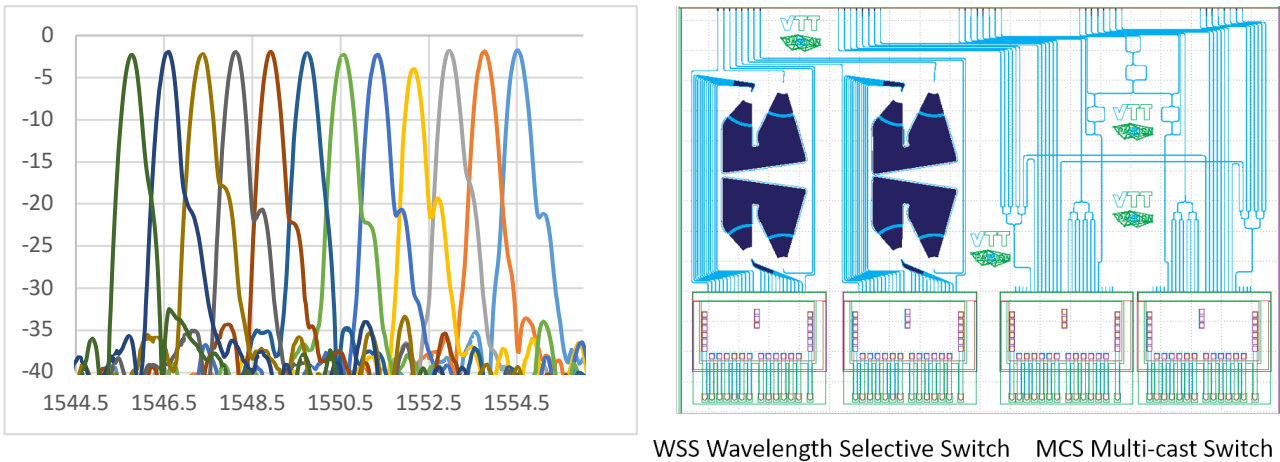 0
-5
-10
-15
-20
-25
-30
-35
-40
1544.5 1546.5 1548.5 1550.5 1552.5 1554.5
VTT
VTT
VTT
VTT
WSS Wavelength Selective Switch MCS Multi-cast Switch